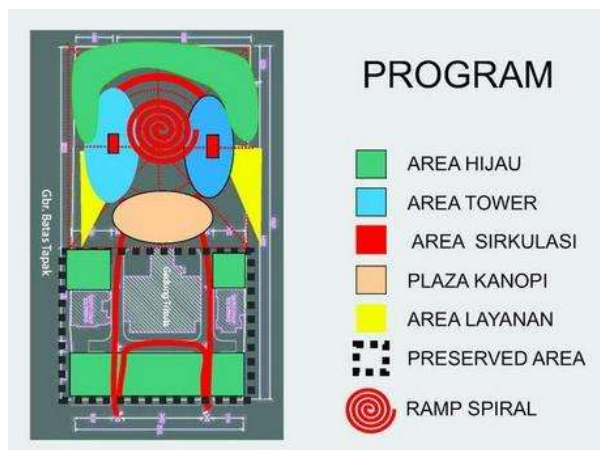 PROGRAM
AREA HIJAU
AREA TOWER
AREA SIRKULASI
PLAZA KANOPI
AREA LAYANAN
PRESERVED AREA
RAMP SPIRAL
Gbr. Batas Tapak